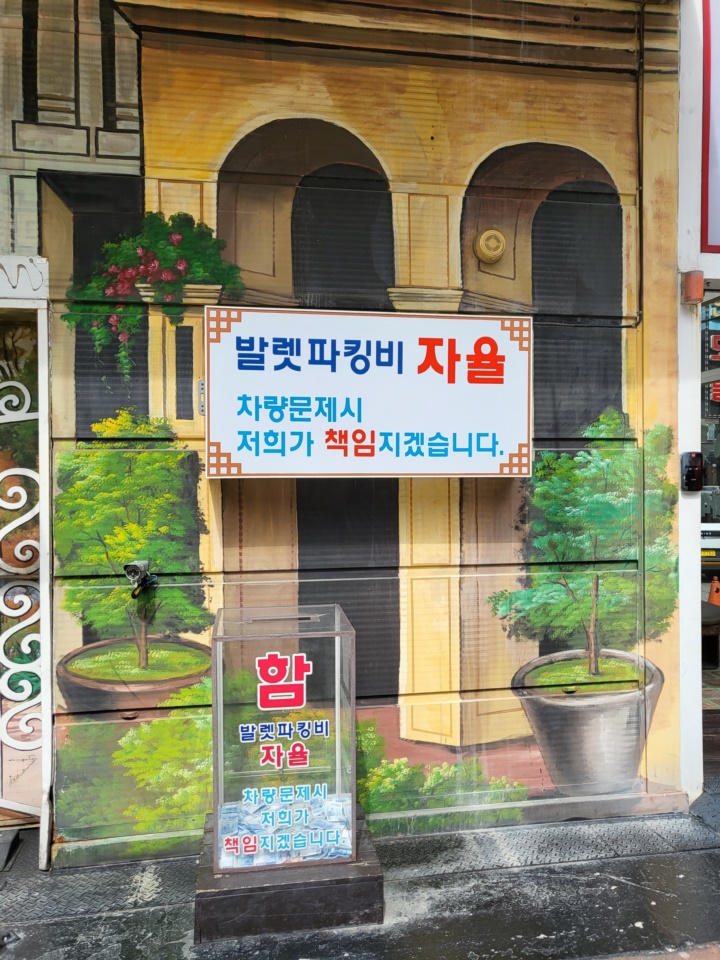 발렛파킹비 자율
차량문제시
저희가 책임지겠습니다.
함
발렛파킹비
자율
차량문제시
저희가
책임지겠습니다.